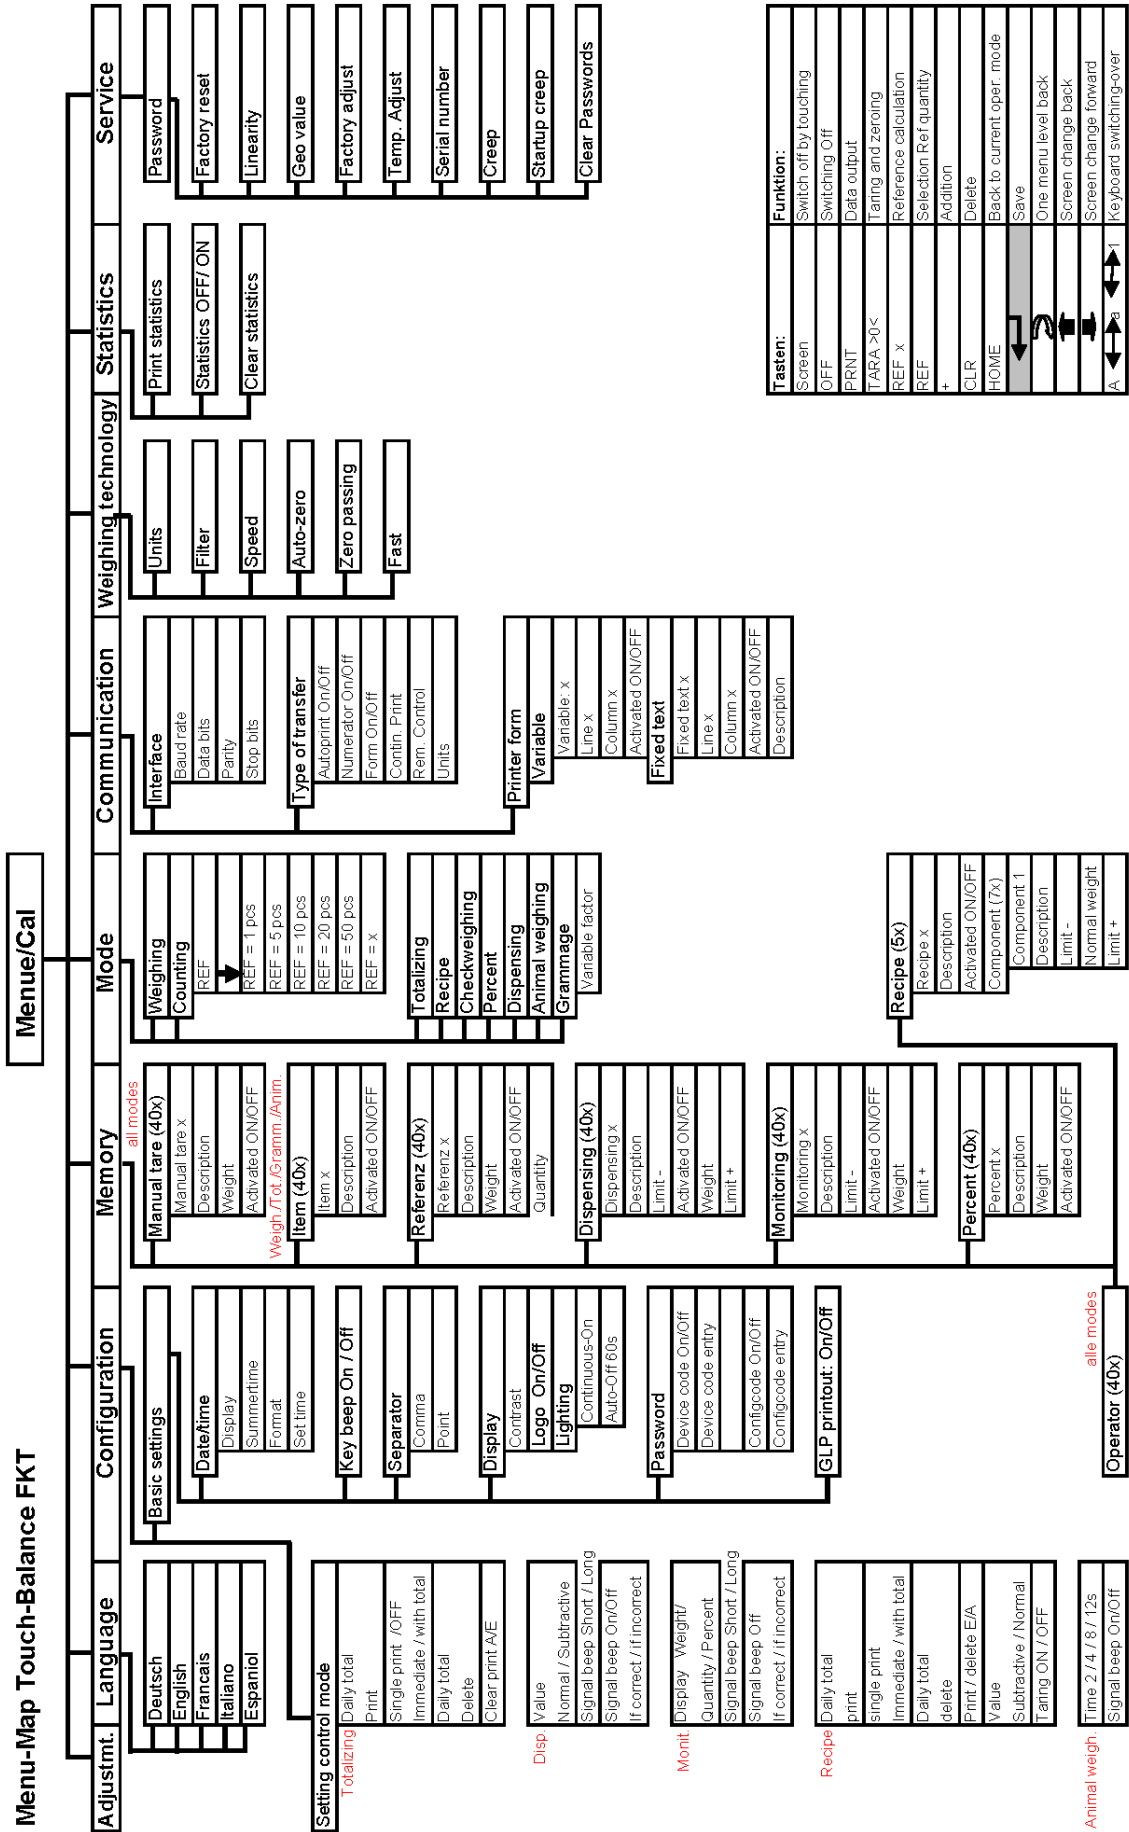 Menu-Map Touch-Balance FKT
Menue/Cal
Adjustmt.
Language
Configuration
Memory
Mode
Communication
Weighing technology
Statistics
Service
Deutsch
English
Francais
Italiano
Espaniol
Setting control mode
Totalizing
Daily total
Print
Single print /OFF
Immediate / with total
Daily total
Delete
Clear print A/E
Disp.
Value
Normal / Subtractive
Signal beep Short / Long
Signal beep On/Off
If correct / if incorrect
Monit.
Display Weight/
Quantity / Percent
Signal beep Short / Long
Signal beep Off
If correct / if incorrect
Recipe
Daily total
print
single print
Immediate / with total
Daily total
delete
Print / delete E/A
Value
Subtractive / Normal
Taring ON / OFF
Animal weigh.
Time 2 / 4 / 8 / 12s
Signal beep On/Off
Basic settings
Date/time
Display
Summertime
Format
Set time
Key beep On / Off
Separator
Comma
Point
Display
Contrast
Logo On/Off
Lighting
Continuous-On
Auto-Off 60s
Password
Device code On/Off
Device code entry
Configcode On/Off
Configcode entry
GLP printout: On/Off
all modes
Manual tare (40x)
Manual tare x
Description
Weight
Activated ON/OFF
Weigh./Tot./Gramm./Anim.
Item (40x)
Item x
Description
Activated ON/OFF
Referenz (40x)
Referenz x
Description
Weight
Activated ON/OFF
Quantity
Dispensing (40x)
Dispensing x
Description
Limit -
Activated ON/OFF
Weight
Limit +
Monitoring (40x)
Monitoring x
Description
Limit -
Activated ON/OFF
Weight
Limit +
Percent (40x)
Percent x
Description
Weight
Activated ON/OFF
alle modes
Operator (40x)
Weighing
Counting
REF
REF = 1 pcs
REF = 5 pcs
REF = 10 pcs
REF = 20 pcs
REF = 50 pcs
REF = x
Totalizing
Recipe
Checkweighing
Percent
Dispensing
Animal weighing
Grammage
Variable factor
Recipe (5x)
Recipe x
Description
Activated ON/OFF
Component (7x)
Component 1
Description
Limit -
Normal weight
Limit +
Interface
Baud rate
Data bits
Parity
Stop bits
Type of transfer
Autoprint On/Off
Numerator On/Off
Form On/Off
Contin. Print
Rem. Control
Units
Printer form
Variable
Variable: x
Line x
Column x
Activated ON/OFF
Fixed text
Fixed text x
Line x
Column x
Activated ON/OFF
Description
Units
Filter
Speed
Auto-zero
Zero passing
Fast
Print statistics
Statistics OFF/ ON
Clear statistics
Password
Factory reset
Linearity
Geo value
Factory adjust
Temp. Adjust
Serial number
Creep
Startup creep
Clear Passwords
Tasten: Funktion:
Screen Switch off by touching
OFF Switching Off
PRNT Data output
TARA >0< Taring and zeroing
REF x Reference calculation
REF Selection Ref quantity
+ Addition
CLR Delete
HOME Back to current oper. mode
Save
One menu level back
Screen change back
Screen change forward
A a 1 Keyboard switching-over